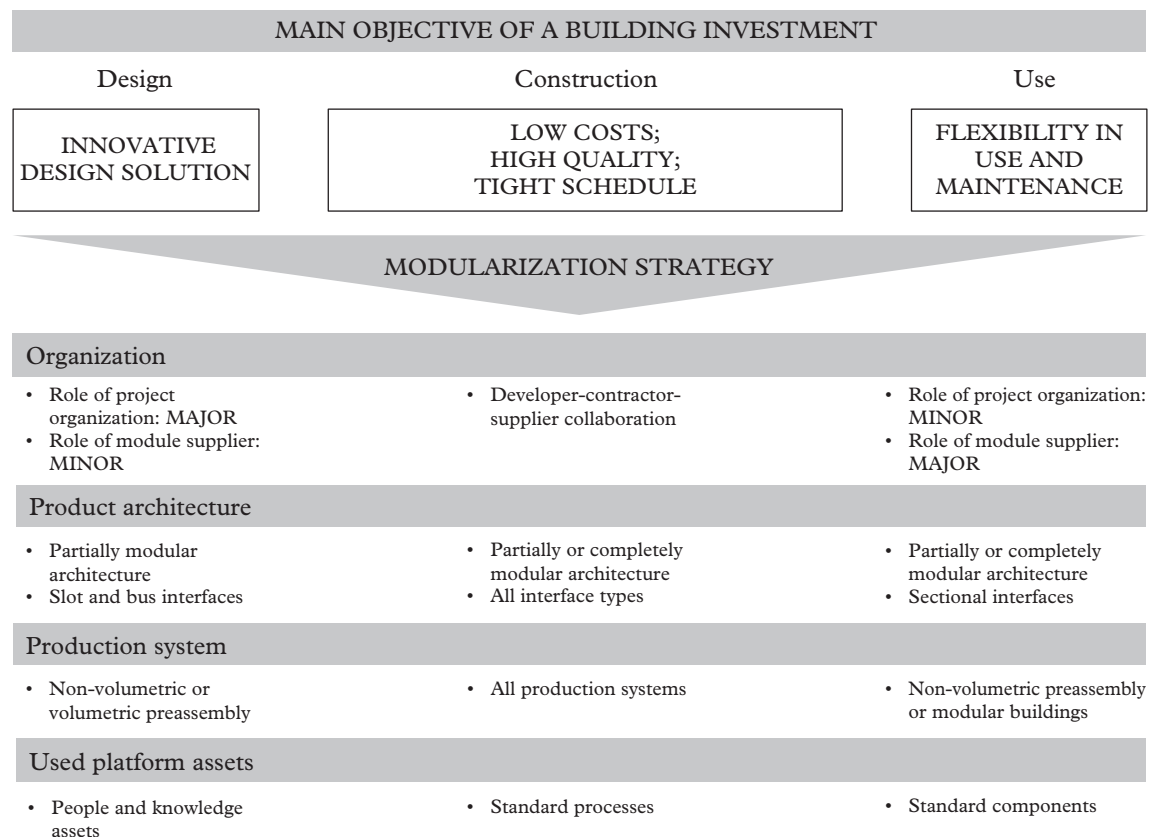 MAIN OBJECTIVE OF A BUILDING INVESTMENT
Design
Construction
Use
INNOVATIVE
DESIGN SOLUTION
LOW COSTS;
HIGH QUALITY;
TIGHT SCHEDULE
FLEXIBILITY IN
USE AND
MAINTENANCE
MODULARIZATION STRATEGY
Organization
• Role of project
organization: MAJOR
• Role of module supplier:
MINOR
• Developer-contractor-
supplier collaboration
• Role of project organization:
MINOR
• Role of module supplier:
MAJOR
Product architecture
• Partially modular
architecture
• Slot and bus interfaces
• Partially or completely
modular architecture
• All interface types
• Partially or completely
modular architecture
• Sectional interfaces
Production system
• Non-volumetric or
volumetric preassembly
• All production systems
• Non-volumetric preassembly
or modular buildings
Used platform assets
• People and knowledge
assets
• Standard processes
• Standard components